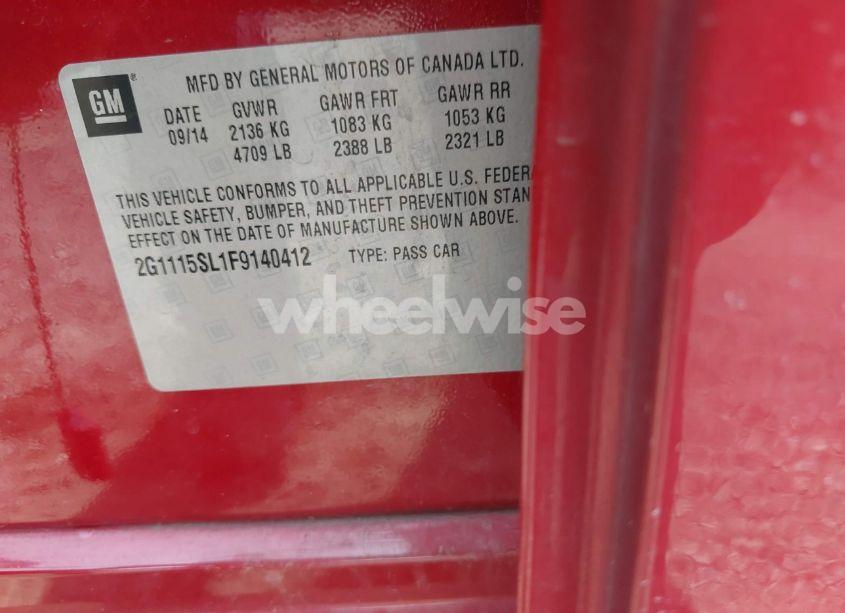 GM
MFD BY GENERAL MOTORS OF CANADA LTD.
DATE GVWR GAWR FRT GAWR RR
09/14 2136 KG 1083 KG 1053 KG
4709 LB 2388 LB 2321 LB
THIS VEHICLE CONFORMS TO ALL APPLICABLE U.S. FEDERA
VEHICLE SAFETY, BUMPER, AND THEFT PREVENTION STAN
EFFECT ON THE DATE OF MANUFACTURE SHOWN ABOVE.
2G1115SL1F9140412 TYPE: PASS CAR
wheelwise